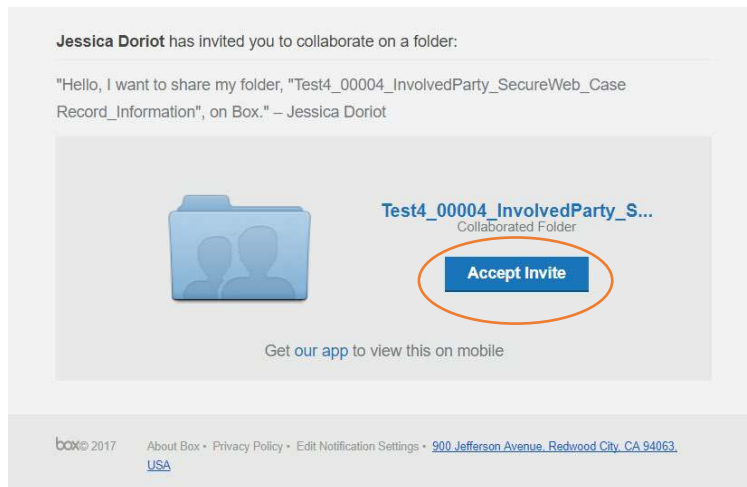 Jessica Doriot has invited you to collaborate on a folder:
"Hello, I want to share my folder, "Test4_00004_InvolvedParty_SecureWeb_Case
Record_Information", on Box." – Jessica Doriot
Test4_00004_InvolvedParty_S...
Collaborated Folder
Accept Invite
Get our app to view this on mobile
box© 2017 About Box • Privacy Policy • Edit Notification Settings • 900 Jefferson Avenue, Redwood City, CA 94063,
USA